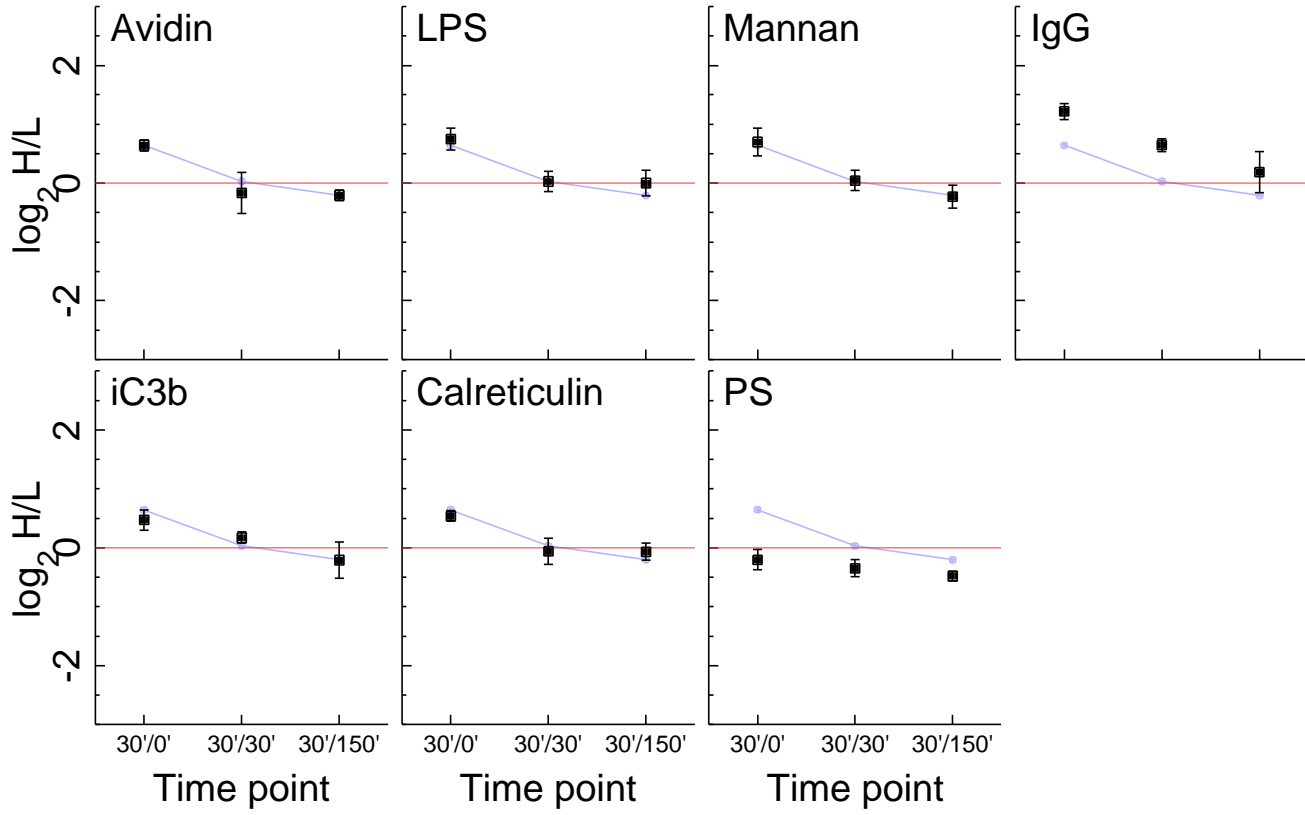 Avidin
LPS
Mannan
IgG
2
0
-2
log2 H/L
iC3b
Calreticulin
PS
2
0
-2
log2 H/L
30'/0' 30'/30' 30'/150'
30'/0' 30'/30' 30'/150'
30'/0' 30'/30' 30'/150'
Time point
Time point
Time point